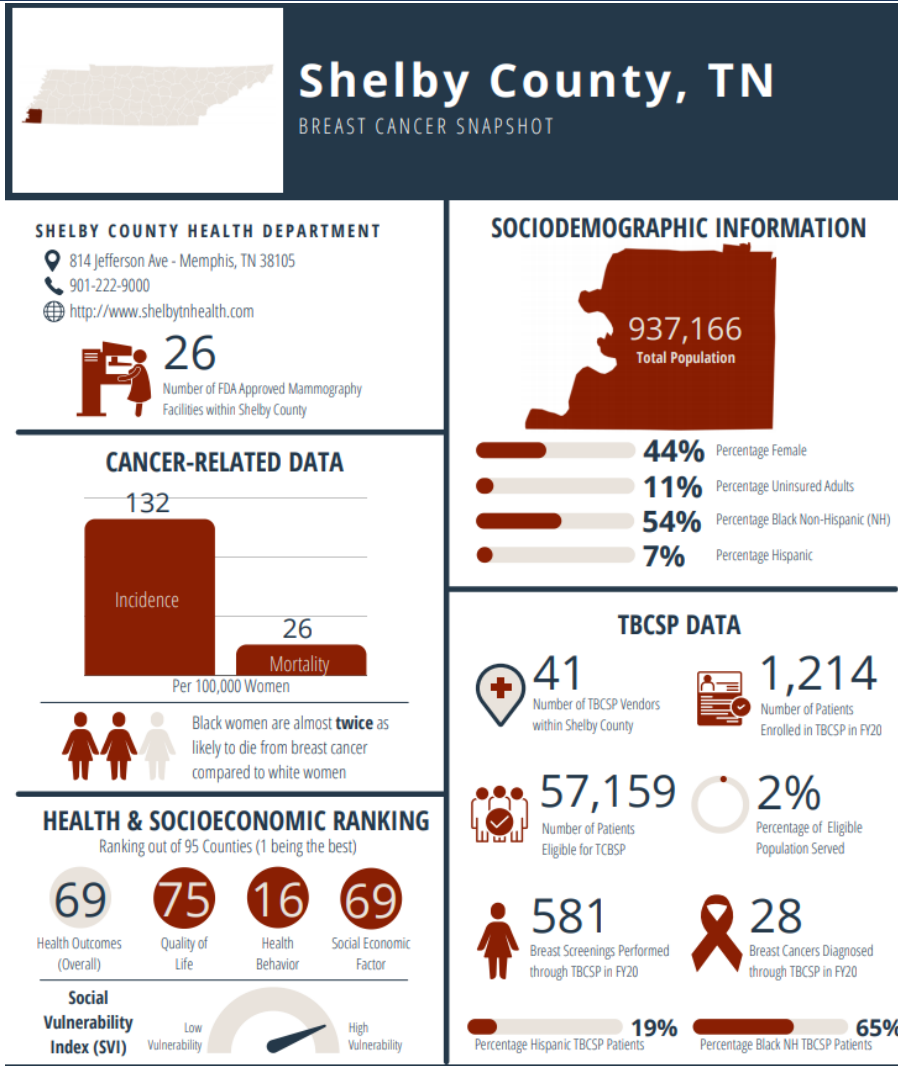 Shelby County, TN
BREAST CANCER SNAPSHOT
SHELBY COUNTY HEALTH DEPARTMENT
814 Jefferson Ave - Memphis, TN 38105
901-222-9000
http://www.shelbytnhealth.com
26
Number of FDA Approved Mammography
Facilities within Shelby County
CANCER-RELATED DATA
132
Incidence
26
Mortality
Per 100,000 Women
Black women are almost twice as
likely to die from breast cancer
compared to white women
HEALTH & SOCIOECONOMIC RANKING
Ranking out of 95 Counties (1 being the best)
69
Health Outcomes
(Overall)
75
Quality of
Life
16
Health
Behavior
69
Social Economic
Factor
Social
Vulnerability
Index (SVI)
Low
Vulnerability
High
Vulnerability
SOCIODEMOGRAPHIC INFORMATION
937,166
Total Population
44% Percentage Female
11% Percentage Uninsured Adults
54% Percentage Black Non-Hispanic (NH)
7% Percentage Hispanic
TBCSP DATA
41
Number of TBCSP Vendors
within Shelby County
1,214
Number of Patients
Enrolled in TBCSP in FY20
57,159
Number of Patients
Eligible for TCBSP
2%
Percentage of Eligible
Population Served
581
Breast Screenings Performed
through TBCSP in FY20
28
Breast Cancers Diagnosed
through TBCSP in FY20
19%
Percentage Hispanic TBCSP Patients
65%
Percentage Black NH TBCSP Patients